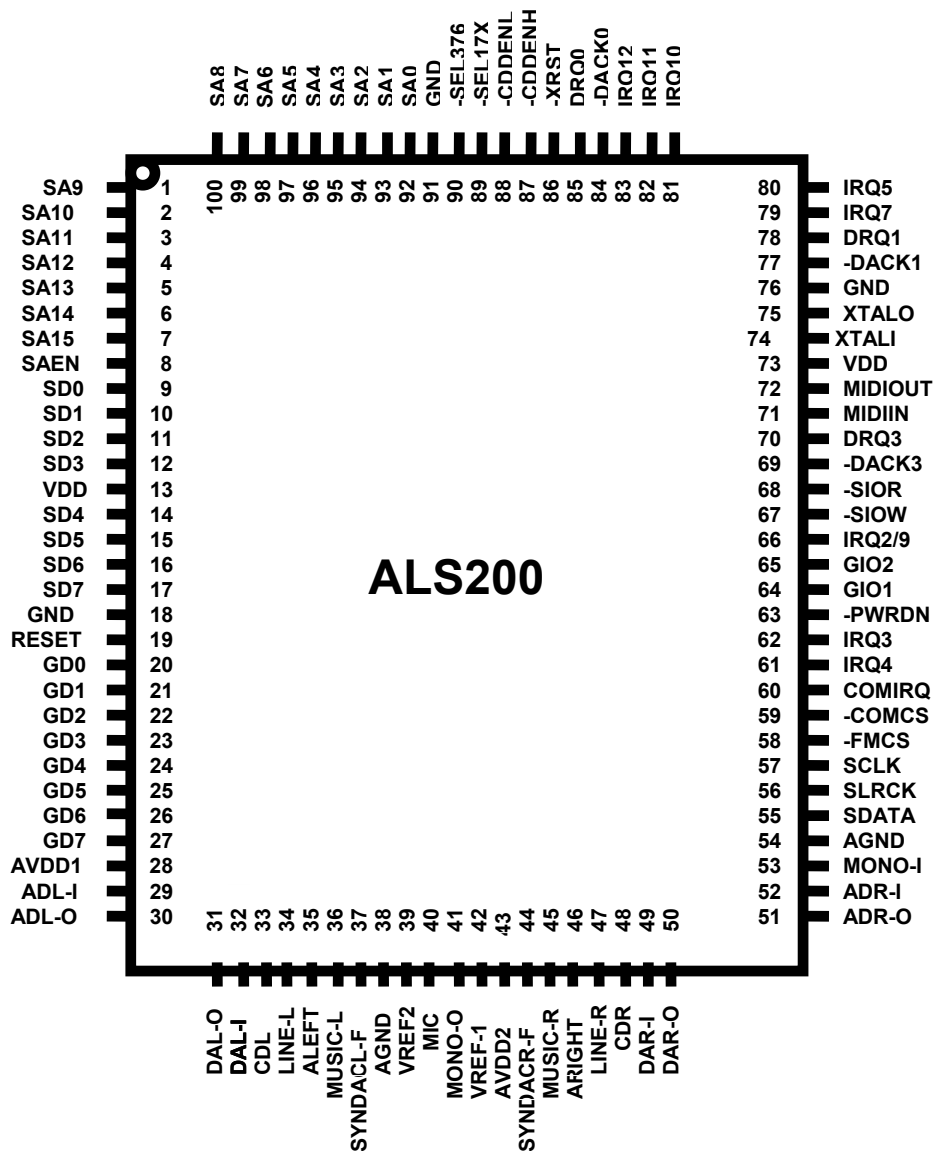 SA8
SA7
SA6
SA5
SA4
SA3
SA2
SA1
SA0
GND
-SEL376
-SEL17X
-CDDENL
-CDDENH
-XRST
DRQ0
-DACK0
IRQ12
IRQ11
IRQ10
100
99
98
97
96
95
94
93
92
91
90
89
88
87
86
85
84
83
82
81
SA9 1
SA10 2
SA11 3
SA12 4
SA13 5
SA14 6
SA15 7
SAEN 8
SD0 9
SD1 10
SD2 11
SD3 12
VDD 13
SD4 14
SD5 15
SD6 16
SD7 17
GND 18
RESET 19
GD0 20
GD1 21
GD2 22
GD3 23
GD4 24
GD5 25
GD6 26
GD7 27
AVDD1 28
ADL-I 29
ADL-O 30
ALS200
80 IRQ5
79 IRQ7
78 DRQ1
77 -DACK1
76 GND
75 XTALO
74 XTALI
73 VDD
72 MIDIOUT
71 MIDIIN
70 DRQ3
69 -DACK3
68 -SIOR
67 -SIOW
66 IRQ2/9
65 GIO2
64 GIO1
63 -PWRDN
62 IRQ3
61 IRQ4
60 COMIRQ
59 -COMCS
58 -FMCS
57 SCLK
56 SLRCK
55 SDATA
54 AGND
53 MONO-I
52 ADR-I
51 ADR-O
31
32
33
34
35
36
37
38
39
40
41
42
43
44
45
46
47
48
49
50
DAL-O
DAL-I
CDL
LINE-L
ALEFT
MUSIC-L
SYNDACL-F
AGND
VREF2
MIC
MONO-O
VREF-1
AVDD2
SYNDACR-F
MUSIC-R
ARIGHT
LINE-R
CDR
DAR-I
DAR-O